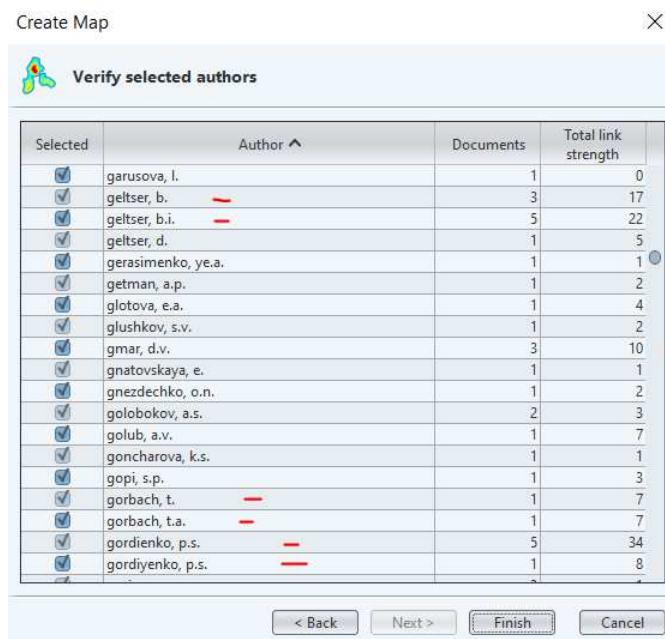 Create Map
Verify selected authors
Selected Author Documents Total link strength
garusova, l. 1 0
geltser, b. 3 17
geltser, b.i. 5 22
geltser, d. 1 5
gerasimenko, ye.a. 1 1
getman, a.p. 1 2
glotova, e.a. 1 4
glushkov, s.v. 1 2
gmar, d.v. 3 10
gnatovskaya, e. 1 1
gnezdechko, o.n. 1 2
golobokov, a.s. 2 3
golub, a.v. 1 7
goncharova, k.s. 1 1
gopi, s.p. 1 3
gorbach, t. 1 7
gorbach, t.a. 1 7
gordienko, p.s. 5 34
gordiyenko, p.s. 1 8
< Back Next > Finish Cancel